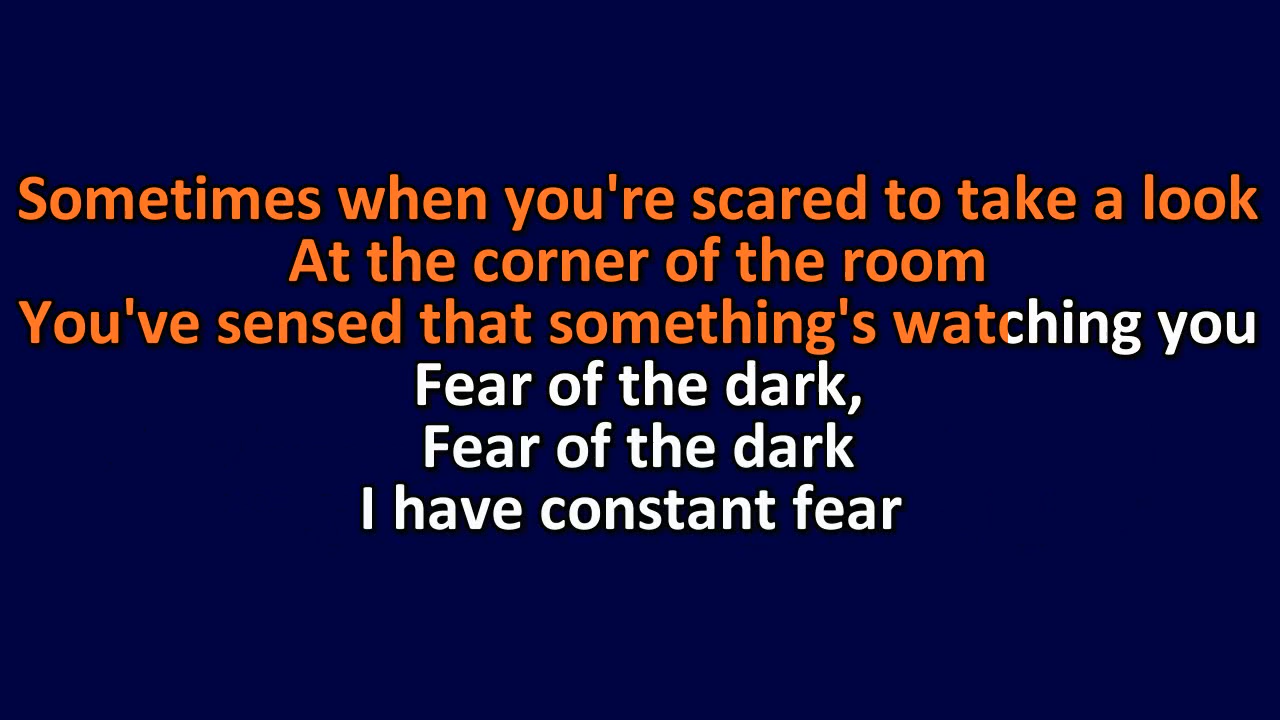 Sometimes when you're scared to take a look
At the corner of the room
You've sensed that something's watching you
Fear of the dark,
Fear of the dark
I have constant fear